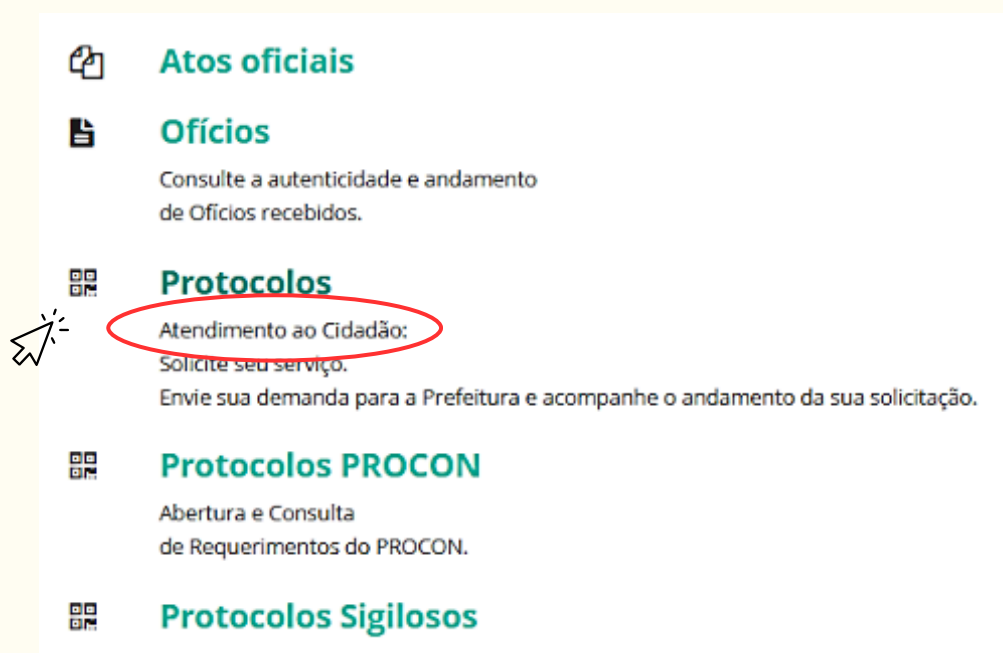 Atos oficiais
Ofícios
Consulte a autenticidade e andamento
de Ofícios recebidos.
Protocolos
Atendimento ao Cidadão:
Solicite seu serviço.
Envie sua demanda para a Prefeitura e acompanhe o andamento da sua solicitação.
Protocolos PROCON
Abertura e Consulta
de Requerimentos do PROCON.
Protocolos Sigilosos